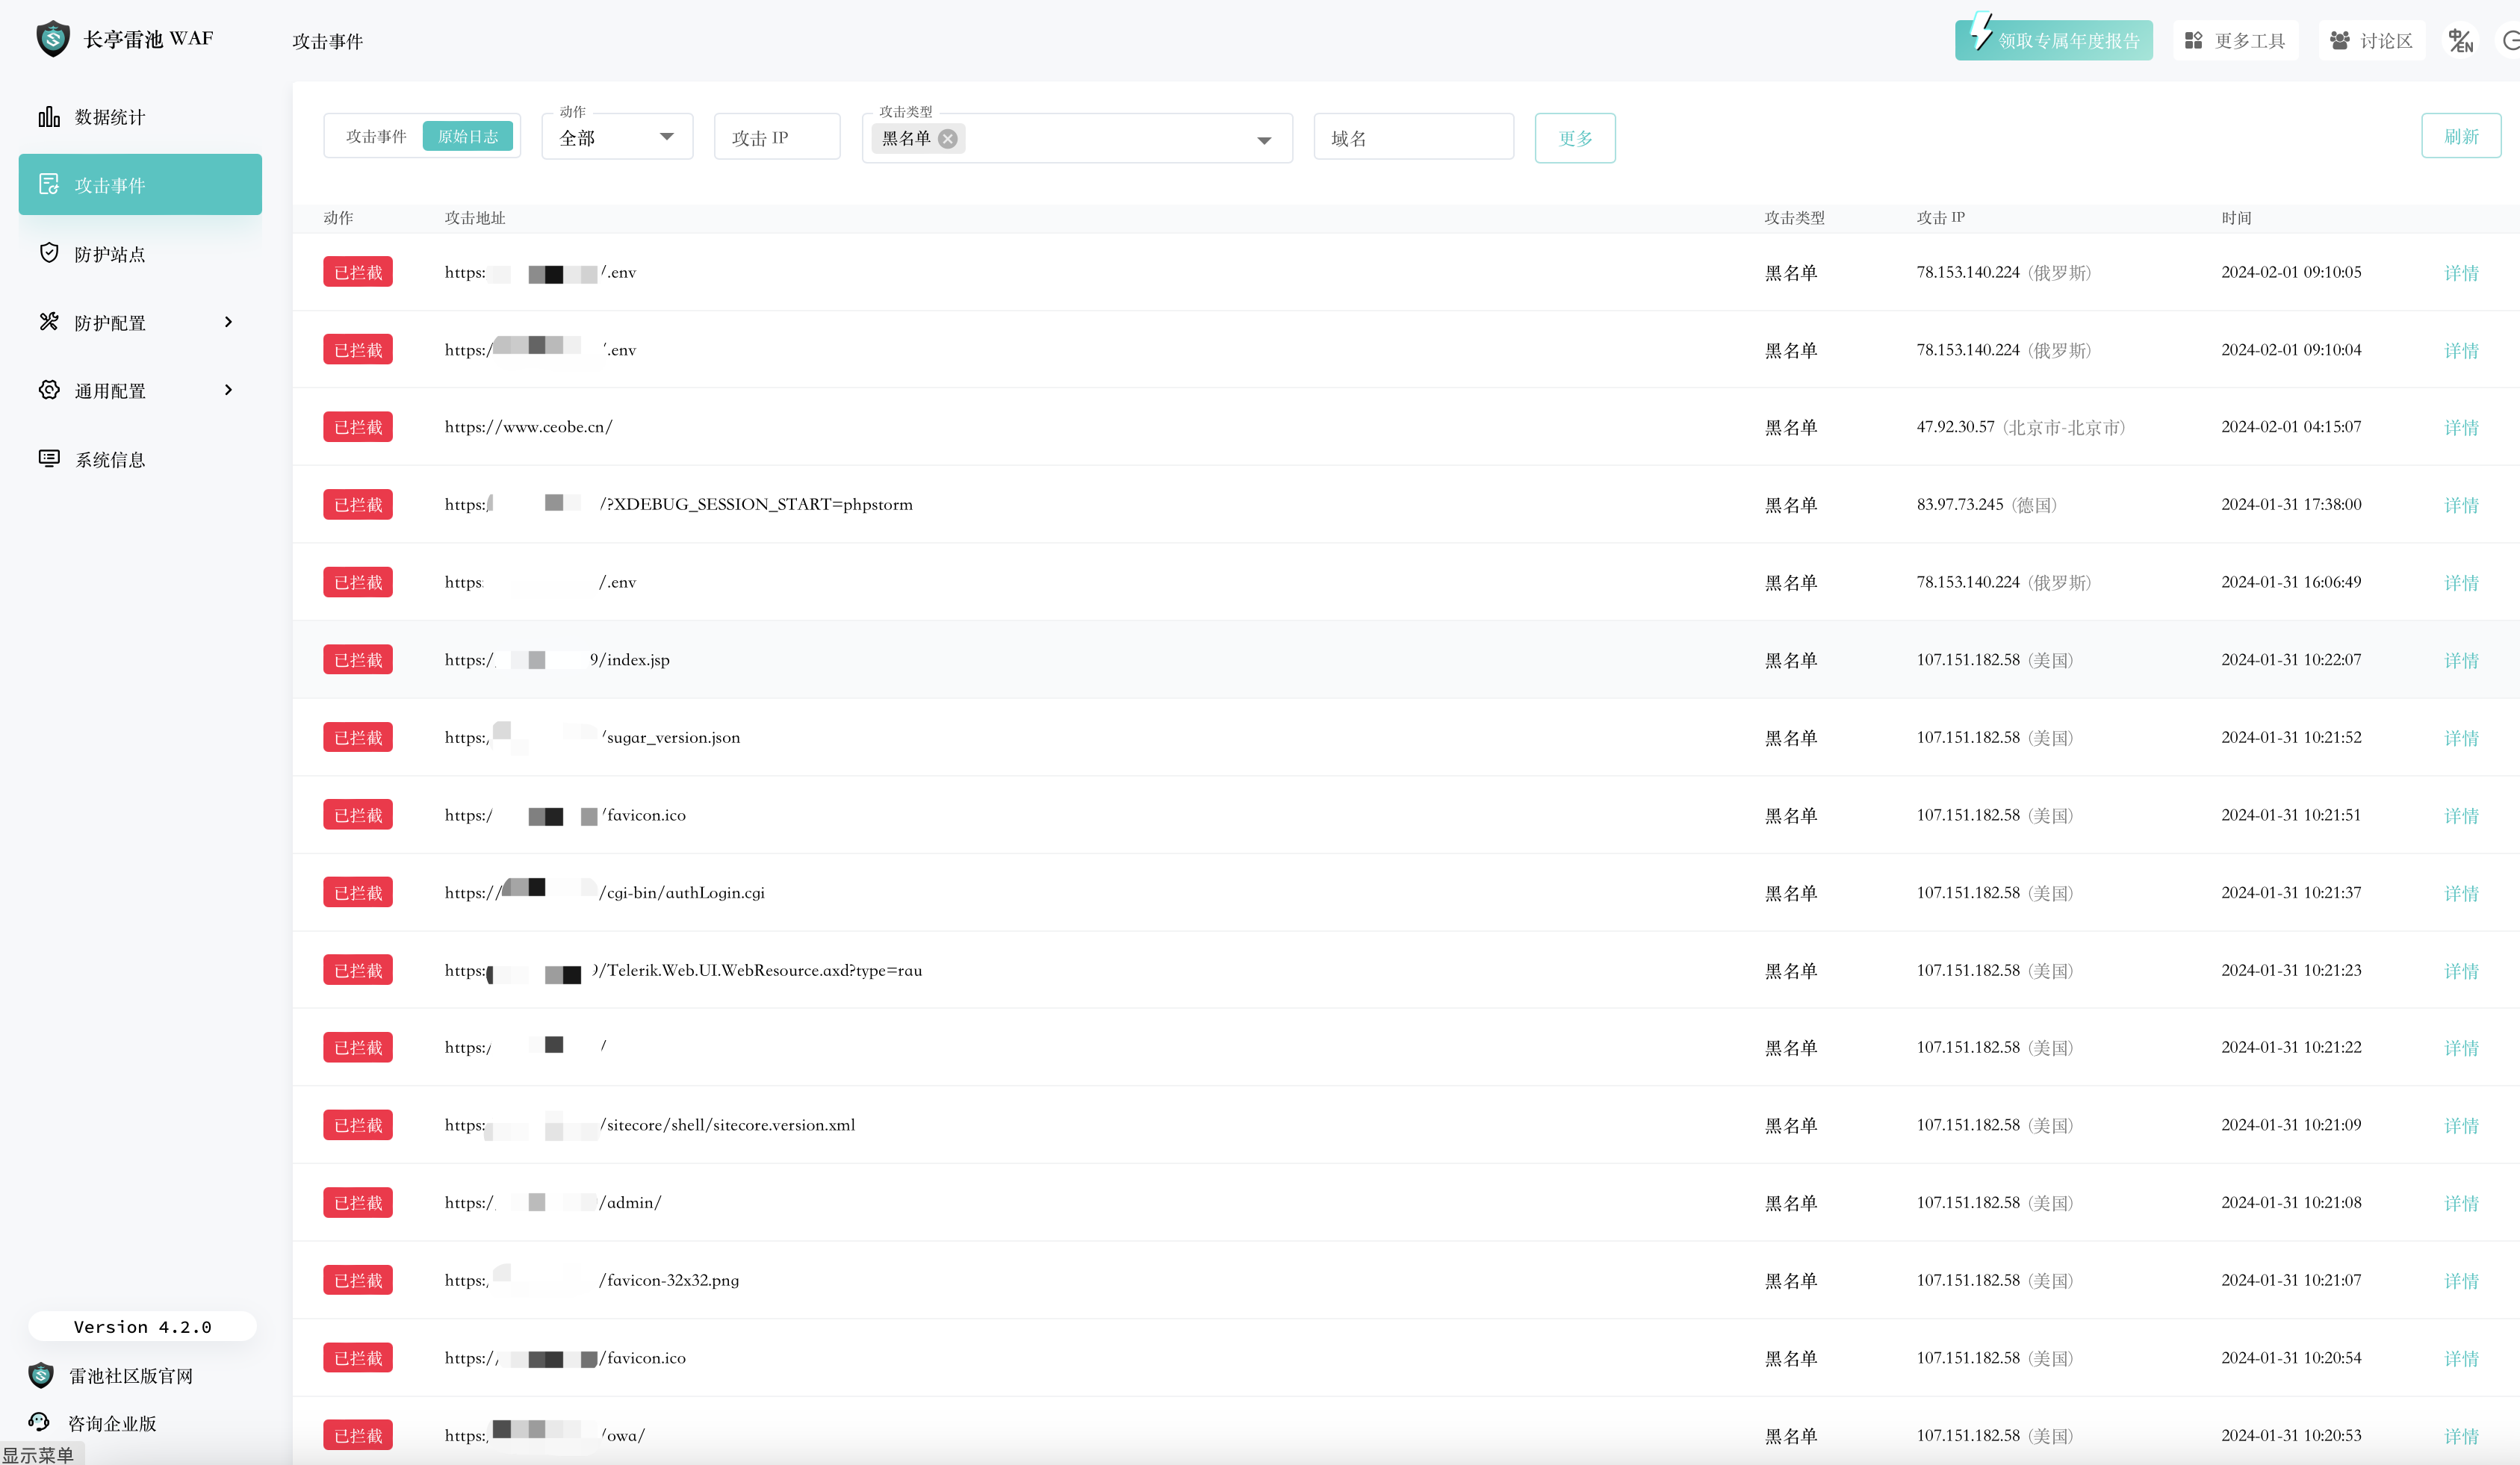 长亭雷池 WAF
攻击事件
领取专属年度报告
更多工具
讨论区
中/EN
数据统计
攻击事件
防护站点
防护配置
通用配置
系统信息
Version 4.2.0
雷池社区版官网
咨询企业版
显示菜单
攻击事件 原始日志
动作
全部
攻击 IP
攻击类型
黑名单
域名
更多
刷新
动作 攻击地址 攻击类型 攻击 IP 时间
已拦截 https: /.env 黑名单 78.153.140.224 (俄罗斯) 2024-02-01 09:10:05 详情
已拦截 https:/ /.env 黑名单 78.153.140.224 (俄罗斯) 2024-02-01 09:10:04 详情
已拦截 https://www.ceobe.cn/ 黑名单 47.92.30.57 (北京市-北京市) 2024-02-01 04:15:07 详情
已拦截 https:/ /?XDEBUG_SESSION_START=phpstorm 黑名单 83.97.73.245 (德国) 2024-01-31 17:38:00 详情
已拦截 https: /.env 黑名单 78.153.140.224 (俄罗斯) 2024-01-31 16:06:49 详情
已拦截 https:/ 9/index.jsp 黑名单 107.151.182.58 (美国) 2024-01-31 10:22:07 详情
已拦截 https:/ /sugar_version.json 黑名单 107.151.182.58 (美国) 2024-01-31 10:21:52 详情
已拦截 https:/ /favicon.ico 黑名单 107.151.182.58 (美国) 2024-01-31 10:21:51 详情
已拦截 https:// /cgi-bin/authLogin.cgi 黑名单 107.151.182.58 (美国) 2024-01-31 10:21:37 详情
已拦截 https: /Telerik.Web.UI.WebResource.axd?type=rau 黑名单 107.151.182.58 (美国) 2024-01-31 10:21:23 详情
已拦截 https:/ / 黑名单 107.151.182.58 (美国) 2024-01-31 10:21:22 详情
已拦截 https: /sitecore/shell/sitecore.version.xml 黑名单 107.151.182.58 (美国) 2024-01-31 10:21:09 详情
已拦截 https:/ /admin/ 黑名单 107.151.182.58 (美国) 2024-01-31 10:21:08 详情
已拦截 https:/ /favicon-32x32.png 黑名单 107.151.182.58 (美国) 2024-01-31 10:21:07 详情
已拦截 https:// /favicon.ico 黑名单 107.151.182.58 (美国) 2024-01-31 10:20:54 详情
已拦截 https:/ /owa/ 黑名单 107.151.182.58 (美国) 2024-01-31 10:20:53 详情